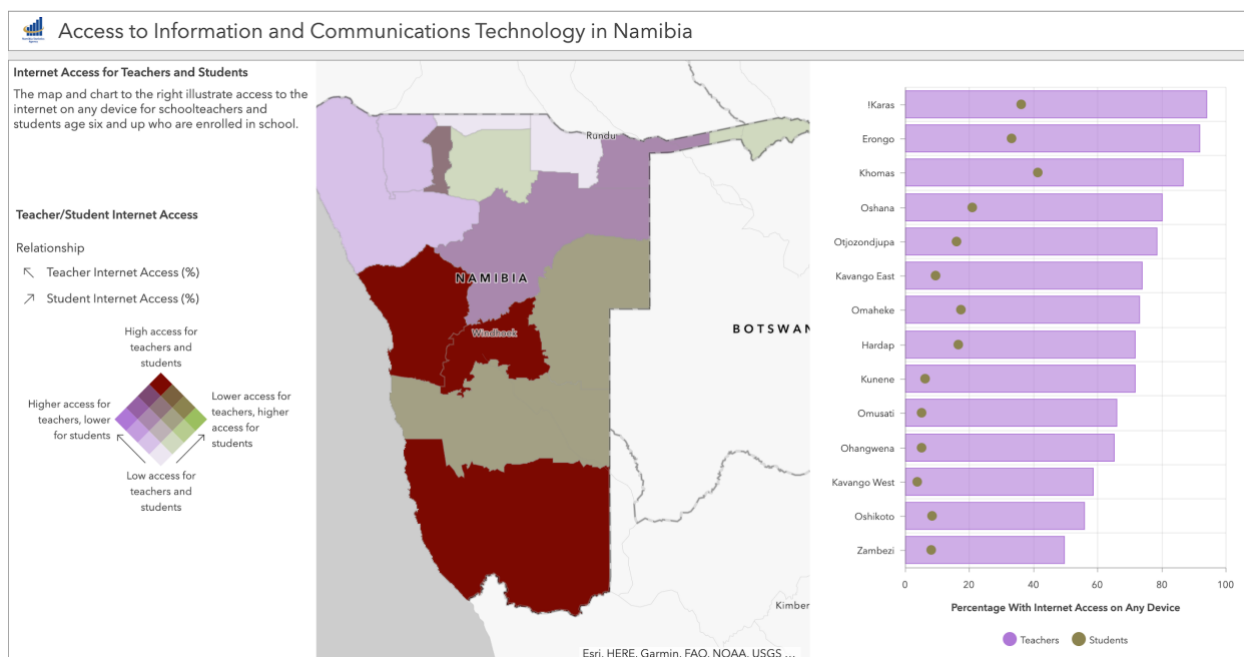 Access to Information and Communications Technology in Namibia
Internet Access for Teachers and Students
The map and chart to the right illustrate access to the
internet on any device for schoolteachers and
students age six and up who are enrolled in school.
Teacher/Student Internet Access
Relationship
Teacher Internet Access (%)
Student Internet Access (%)
High access for
teachers and
students
Higher access for
teachers, lower
for students
Lower access for
teachers, higher
access for
students
Low access for
teachers and
students
Rundu
NAMIBIA
Windhoek
BOTSWAN
Kimber
Esri, HERE, Garmin, FAO, NOAA, USGS ...
!Karas
Erongo
Khomas
Oshana
Otjozondjupa
Kavango East
Omaheke
Hardap
Kunene
Omusati
Ohangwena
Kavango West
Oshikoto
Zambezi
0 20 40 60 80 100
Percentage With Internet Access on Any Device
Teachers Students